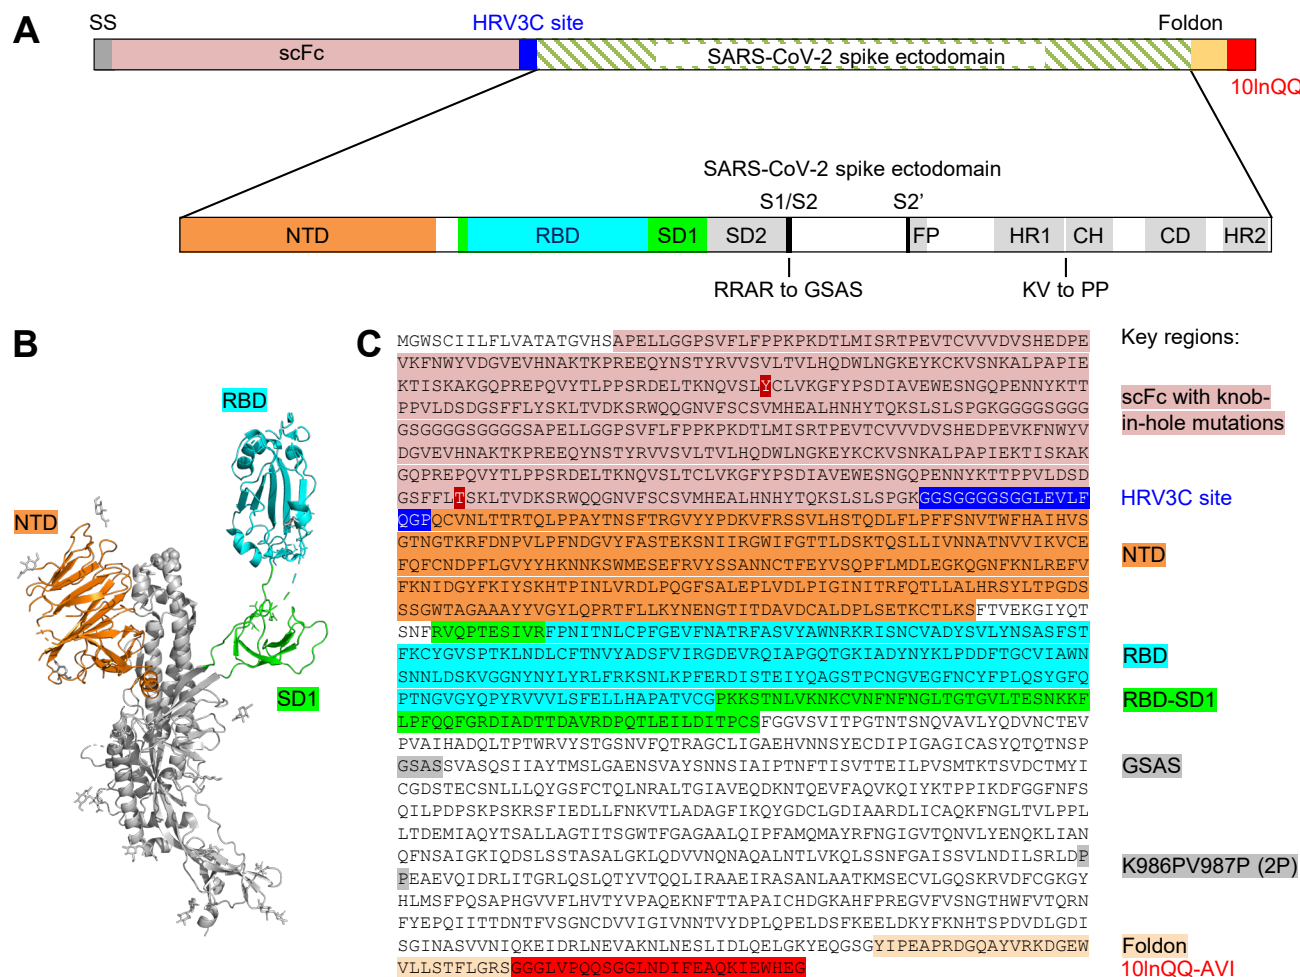 A
SS
HRV3C site
Foldon
scFc
SARS-CoV-2 spike ectodomain
10lnQQ
SARS-CoV-2 spike ectodomain
S1/S2
S2'
NTD
RBD
SD1
SD2
FP
HR1
CH
CD
HR2
RRAR to GSAS
KV to PP
B
RBD
NTD
SD1
C
MGWSCIILFLVATATGVHSAPELLGGPSVFLFPPKPKDTLMISRTPEVTCVVVDVSHEDPE
VKFNWYVDGVEVHNAKTKPREEQYNSTYRVVSVLTVLHQDWLNGKEYKCKVSNKALPAPIE
KTISKAKGQPREPQVYTLPPSRDELTKNQVSLYCLVKGFYPSDIAVEWESNGQPENNYKTT
PPVLDSDGSFFLYSKLTVDKSRWQQGNVFSCSVMHEALHNHYTQKSLSLSPGKGGGGSGGG
GSGGGGSGGGGSAPELLGGPSVFLFPPKPKDTLMISRTPEVTCVVVDVSHEDPEVKFNWYV
DGVEVHNAKTKPREEQYNSTYRVVSVLTVLHQDWLNGKEYKCKVSNKALPAPIEKTISKAK
GQPREPQVYTLPPSRDELTKNQVSLTCLVKGFYPSDIAVEWESNGQPENNYKTTPPVLDSD
GSFFLTSKLTVDKSRWQQGNVFSCSVMHEALHNHYTQKSLSLSPGKGGSGGGGSGGLEVLF
QGPQCVNLTTRTQLPPAYTNSFTRGVYYPDKVFRSSVLHSTQDLFLPFFSNVTWFHAIHVS
GTNGTKRFDNPVLPFNDGVYFASTEKSNIIRGWIFGTTLDSKTQSLLIVNNATNVVIKVCE
FQFCNDPFLGVYYHKNNKSWMESEFRVYSSANNCTFEYVSQPFLMDLEGKQGNFKNLREFV
FKNIDGYFKIYSKHTPINLVRDLPQGFSALEPLVDLPIGINITRFQTLLALHRSYLTPGDS
SSGWTAGAAAYYVGYLQPRTFLLKYNENGTITDAVDCALDPLSETKCTLKSFTVEKGIYQT
SNFRVQPTESIVRFPNITNLCPFGEVFNATRFASVYAWNRKRISNCVADYSVLYNSASFST
FKCYGVSPTKLNDLCFTNVYADSFVIRGDEVRQIAPGQTGKIADYNYKLPDDFTGCVIAWN
SNNLDSKVGGNYNYLYRLFRKSNLKPFERDISTEIYQAGSTPCNGVEGFNCYFPLQSYGFQ
PTNGVGYQPYRVVVLSFELLHAPATVCGPKKSTNLVKNKCVNFNFNGLTGTGVLTESNKKF
LPFQQFGRDIADTTDAVRDPQTLEILDITPCSFGGVSVITPGTNTSNQVAVLYQDVNCTEV
PVAIHADQLTPTWRVYSTGSNVFQTRAGCLIGAEHVNNSYECDIPIGAGICASYQTQTNSP
GSASSVASQSIIAYTMSLGAENSVAYSNNSIAIPTNFTISVTTEILPVSMTKTSVDCTMYI
CGDSTECSNLLLQYGSFCTQLNRALTGIAVEQDKNTQEVFAQVKQIYKTPPIKDFGGFNFS
QILPDPSKPSKRSFIEDLLFNKVTLADAGFIKQYGDCLGDIAARDLICAQKFNGLTVLPPL
LTDEMIAQYTSALLAGTITSGWTFGAGAALQIPFAMQMAYRFNGIGVTQNVLYENQKLIAN
QFNSAIGKIQDSLSSTASALGKLQDVVNQNAQALNTLVKQLSSNFGAISSVLNDILSRLDP
PEAEVQIDRLITGRLQSLQTYVTQQLIRAAEIRASANLAATKMSECVLGQSKRVDFCGKGY
HLMSFPQSAPHGVVFLHVTYVPAQEKNFTTAPAICHDGKAHFPREGVFVSNGTHWFVTQRN
FYEPQIITTDNTFVSGNCDVVIGIVNNTVYDPLQPELDSFKEELDKYFKNHTSPDVDLGDI
SGINASVVNIQKEIDRLNEVAKNLNESLIDLQELGKYEQGSGYIPEAPRDGQAYVRKDGEW
VLLSTFLGRSGGGLVPQQSGGLNDIFEAQKIEWHEG
Key regions:
scFc with knob-
in-hole mutations
HRV3C site
NTD
RBD
RBD-SD1
GSAS
K986PV987P (2P)
Foldon
10lnQQ-AVI